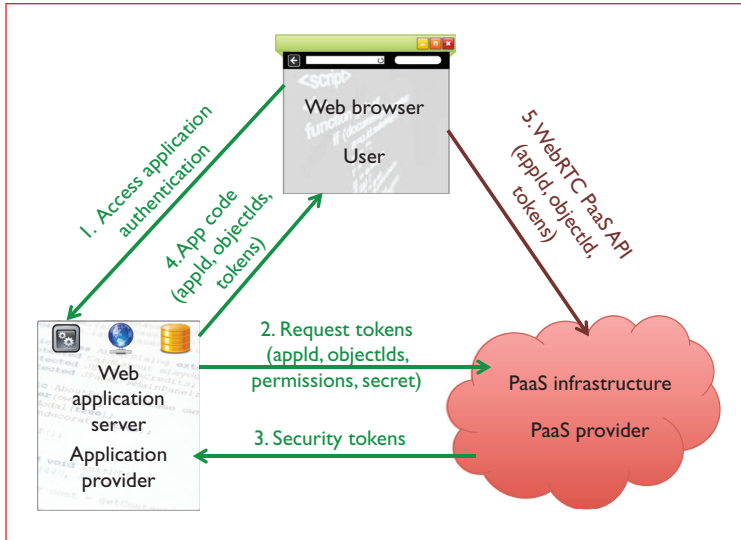 <script>
Web browser
User
1. Access application
authentication
4. App code
(appId, objectIds,
tokens)
5. WebRTC PaaS API
(appId, objectId,
tokens)
2. Request tokens
(appId, objectIds,
permissions, secret)
3. Security tokens
Web
application
server
Application
provider
PaaS infrastructure
PaaS provider